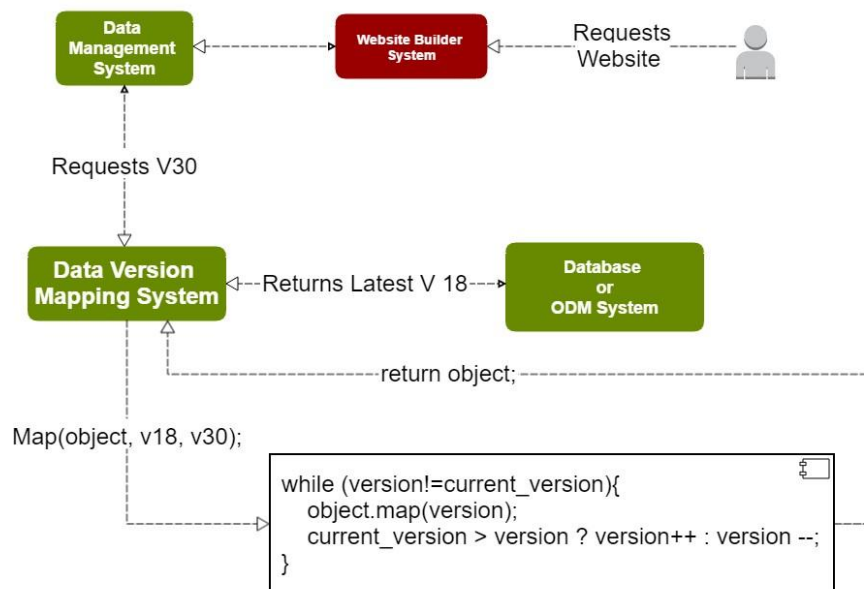 Data
Management
System
Website Builder
System
Requests
Website
Requests V30
Data Version
Mapping System
Returns Latest V 18
Database
or
ODM System
return object;
Map(object, v18, v30);
while (version!=current_version){
object.map(version);
current_version > version ? version++ : version --;
}